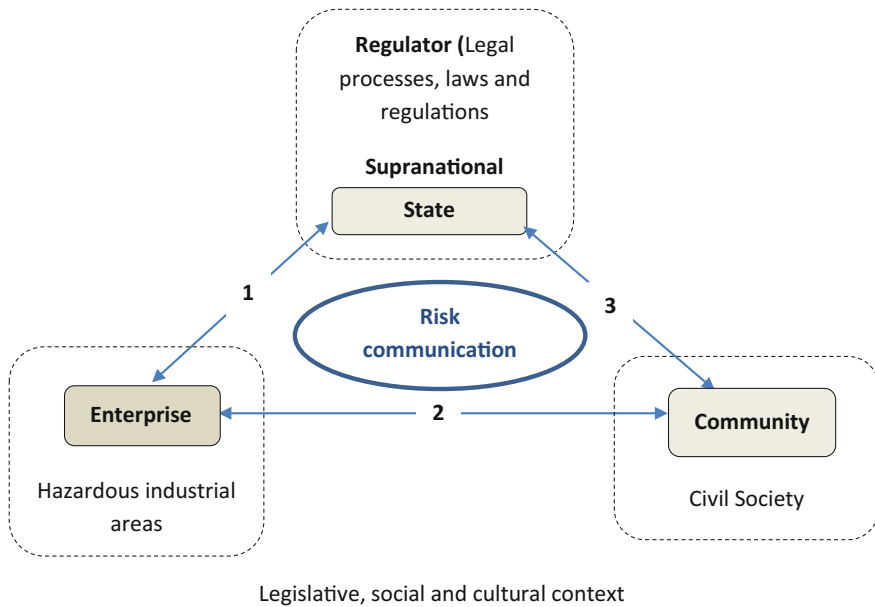 Regulator (Legal
processes, laws and
regulations
Supranational
State
1
3
Risk
communication
Enterprise
2
Community
Hazardous industrial
areas
Civil Society
Legislative, social and cultural context